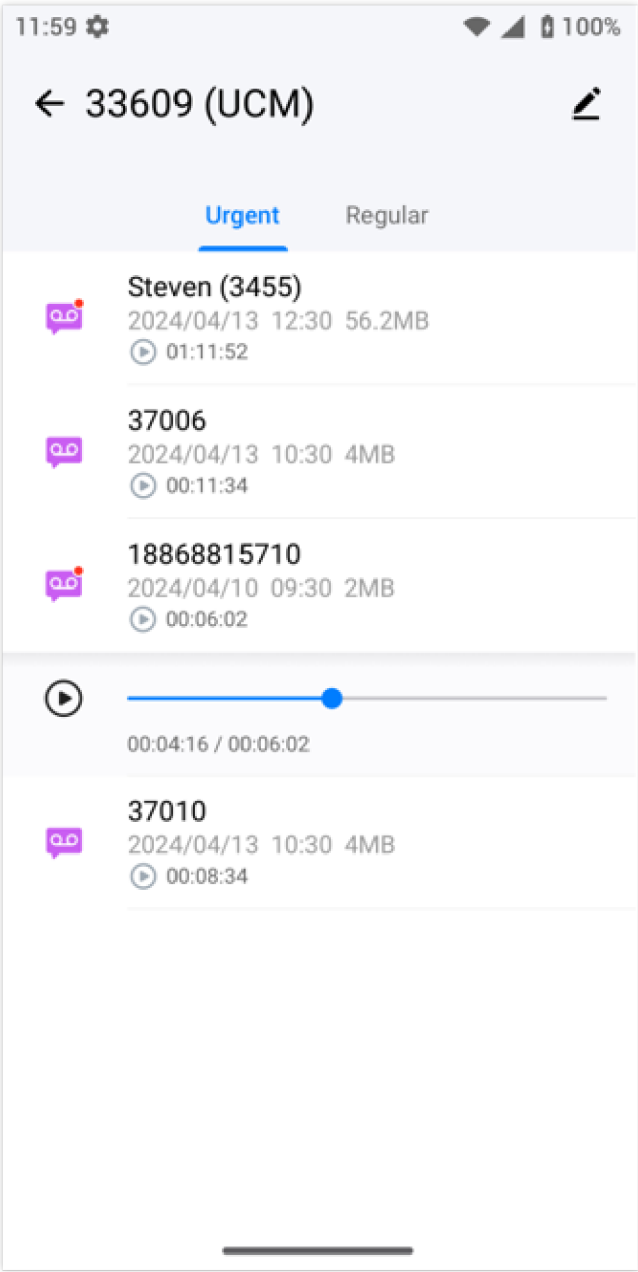 11:59 100%
33609 (UCM)
Urgent Regular
Steven (3455)
2024/04/13 12:30 56.2MB
01:11:52
37006
2024/04/13 10:30 4MB
00:11:34
18868815710
2024/04/10 09:30 2MB
00:06:02
00:04:16 / 00:06:02
37010
2024/04/13 10:30 4MB
00:08:34